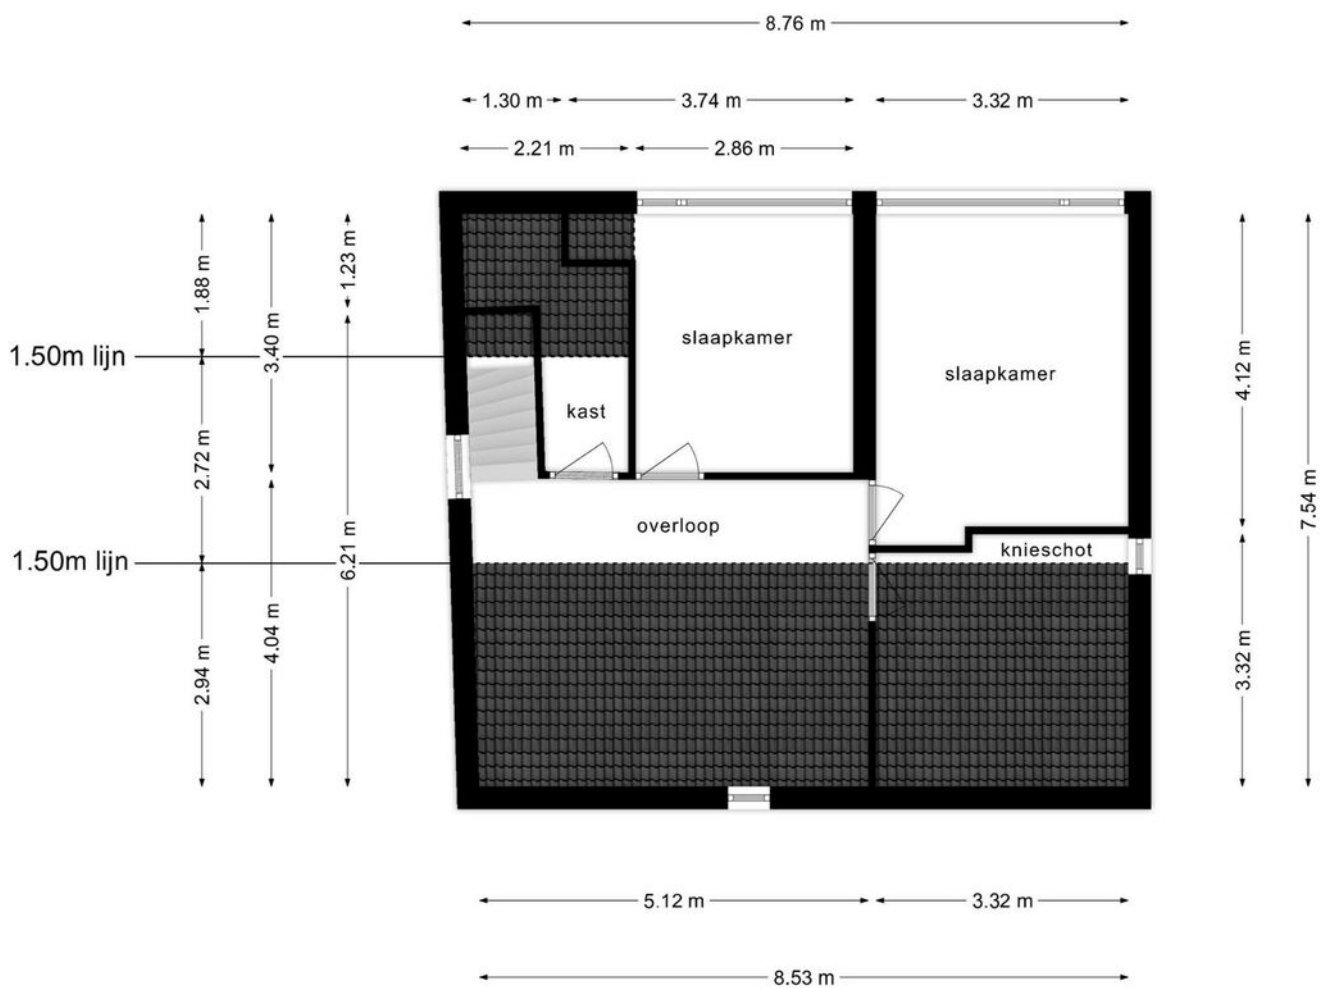 8.76 m
1.30 m
3.74 m
3.32 m
2.21 m
2.86 m
1.88 m
3.40 m
1.23 m
slaapkamer
1.50m lijn
slaapkamer
4.12 m
kast
2.72 m
7.54 m
overloop
6.21 m
knieschot
1.50m lijn
4.04 m
2.94 m
3.32 m
5.12 m
3.32 m
8.53 m